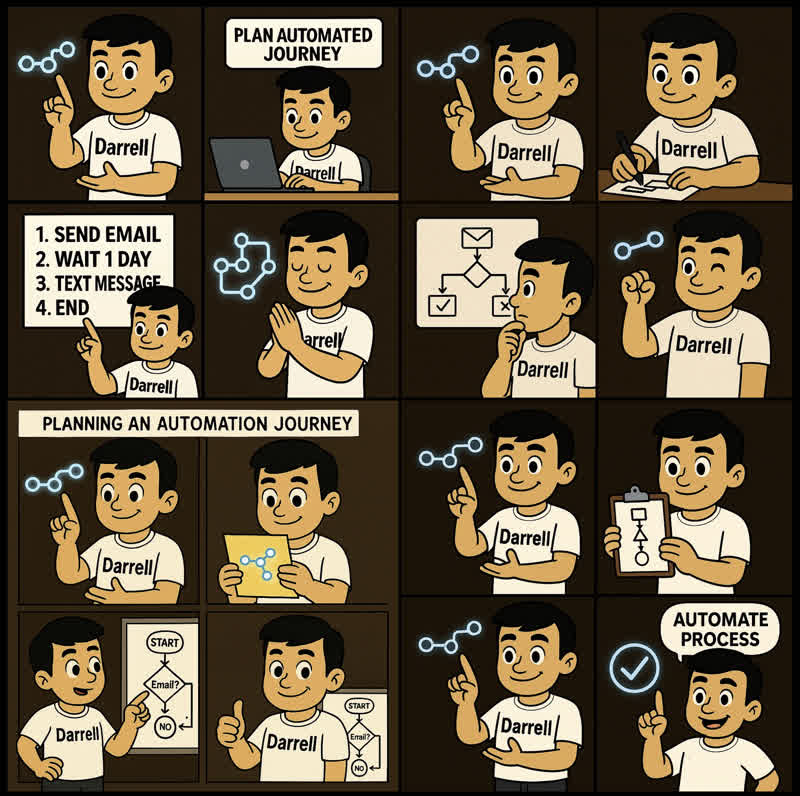 Darrell
PLAN AUTOMATED
JOURNEY
Darrell
Darrell
Darrell
1. SEND EMAIL
2. WAIT 1 DAY
3. TEXT MESSAGE
4. END
Darrell
arrell
Darrell
Darrell
PLANNING AN AUTOMATION JOURNEY
Darrell
START
Email?
NO
Darrell
Darrell
START
Email?
NO
Darrell
Darrell
AUTOMATE
PROCESS
Darrell